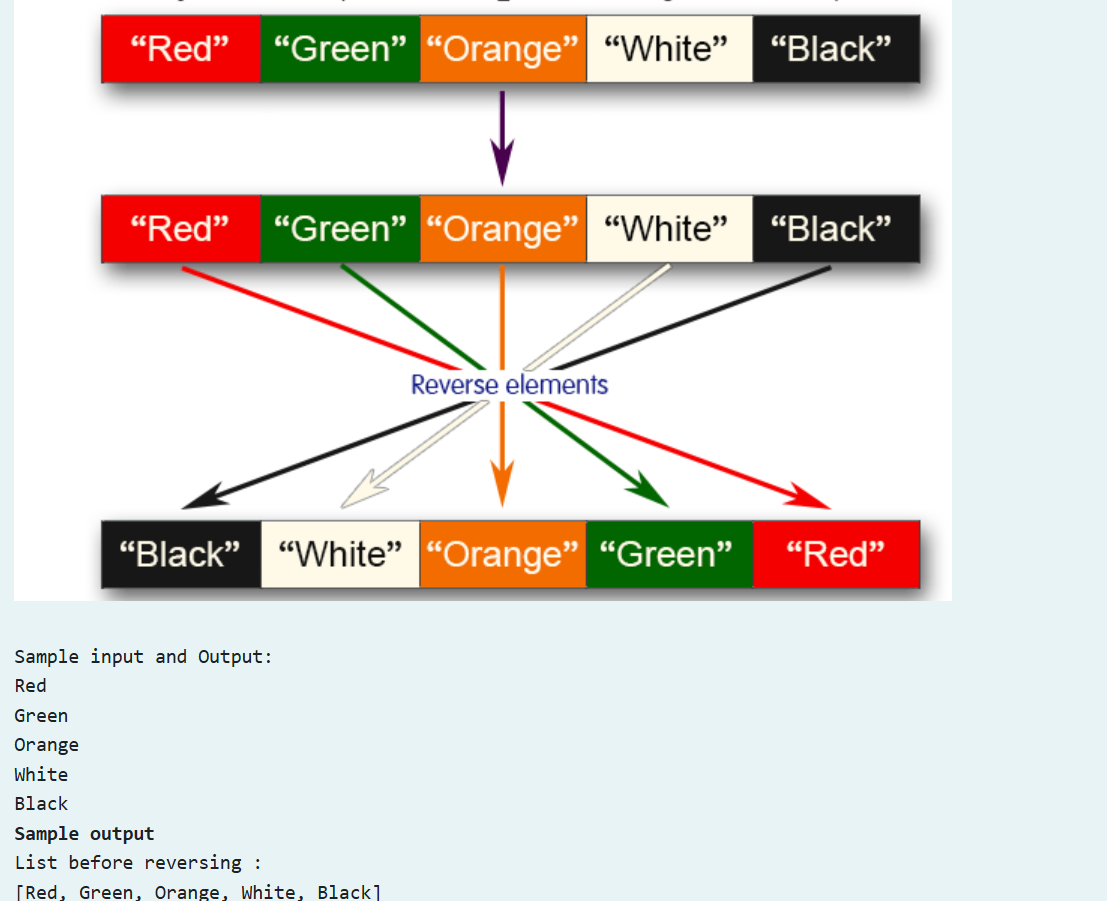 “Red” “Green” “Orange” “White” “Black”
“Red” “Green” “Orange” “White” “Black”
Reverse elements
“Black” “White” “Orange” “Green” “Red”
Sample input and Output:
Red
Green
Orange
White
Black
Sample output
List before reversing :
[Red, Green, Orange, White, Black]